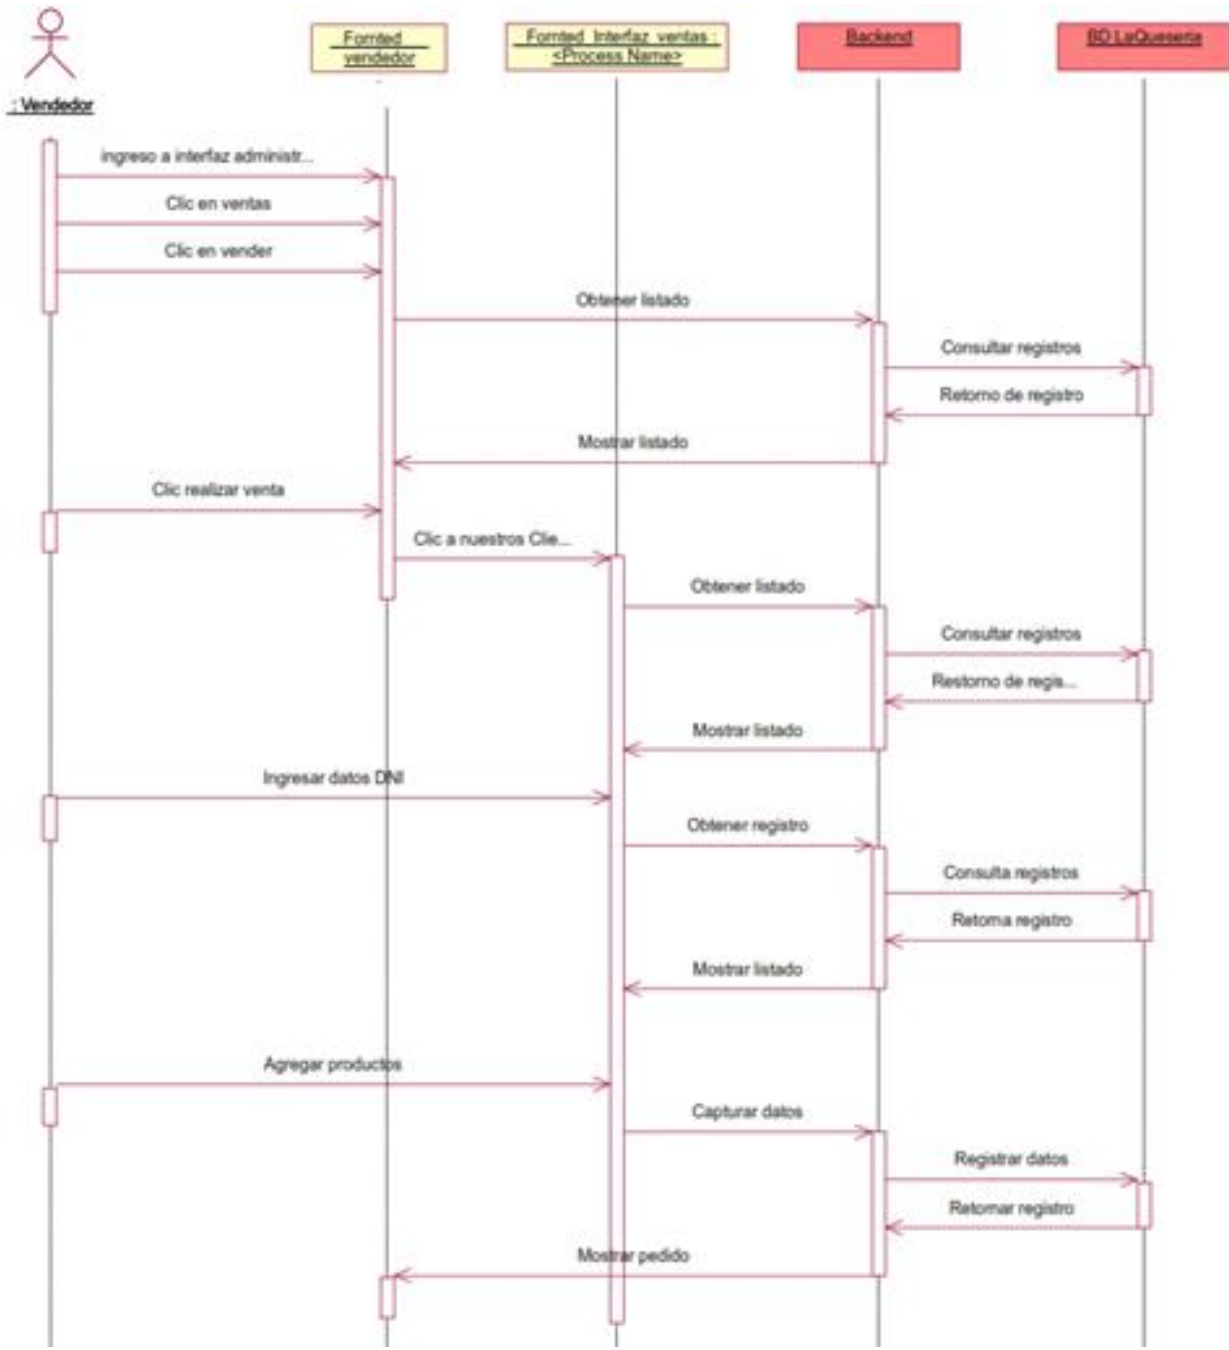 : Vendedor
Fornted
vendedor
Fornted Interfaz ventas :
<Process Name>
Backend
BD LaQueseria
ingreso a interfaz administr...
Clic en ventas
Clic en vender
Obtener listado
Consultar registros
Retorno de registro
Mostrar listado
Clic realizar venta
Clic a nuestros Clie...
Obtener listado
Consultar registros
Restorno de regis...
Mostrar listado
Ingresar datos DNI
Obtener registro
Consulta registros
Retorna registro
Mostrar listado
Agregar productos
Capturar datos
Registrar datos
Retornar registro
Mostrar pedido